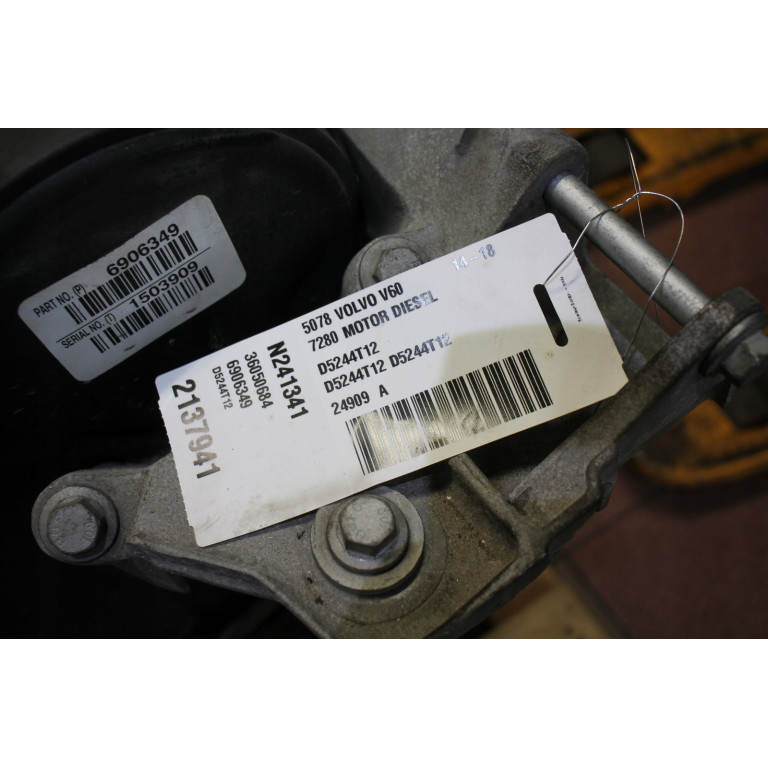 PART NO. (P) 6906349
SERIAL NO. (T) 1503909
5078 VOLVO V60 14-18
7280 MOTOR DIESEL
D5244T12
D5244T12 D5244T12
24909 A
N241341
36050684
6906349
D5244T12
2137941